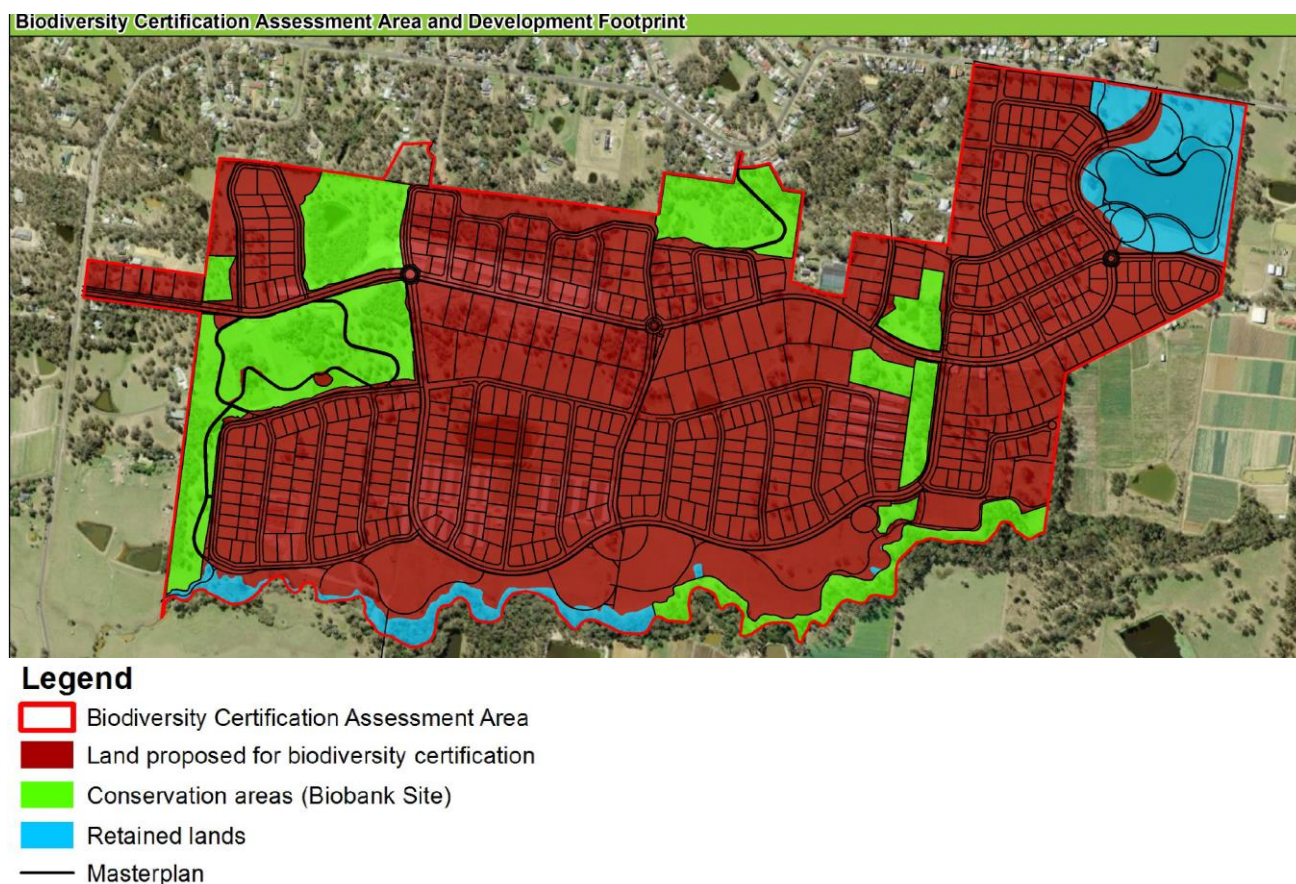 Biodiversity Certification Assessment Area and Development Footprint
Legend
Biodiversity Certification Assessment Area
Land proposed for biodiversity certification
Conservation areas (Biobank Site)
Retained lands
Masterplan